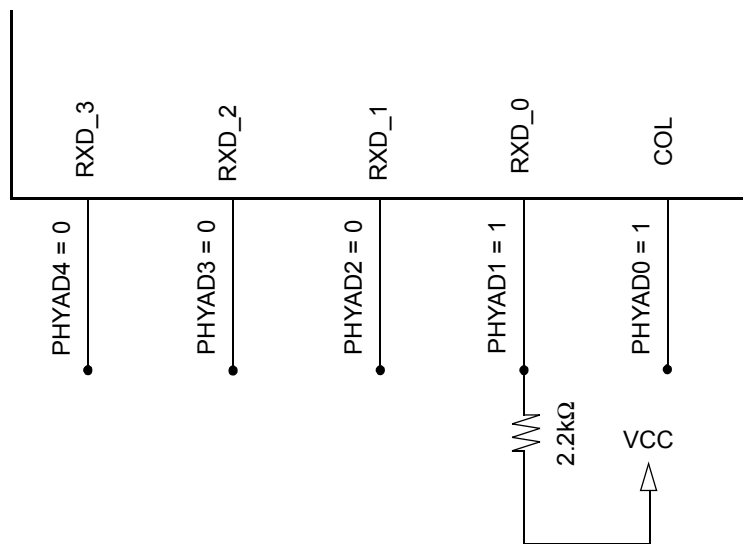 RXD_3
RXD_2
RXD_1
RXD_0
COL
PHYAD4 = 0
PHYAD3 = 0
PHYAD2 = 0
PHYAD1 = 1
PHYAD0 = 1
2.2kΩ
VCC